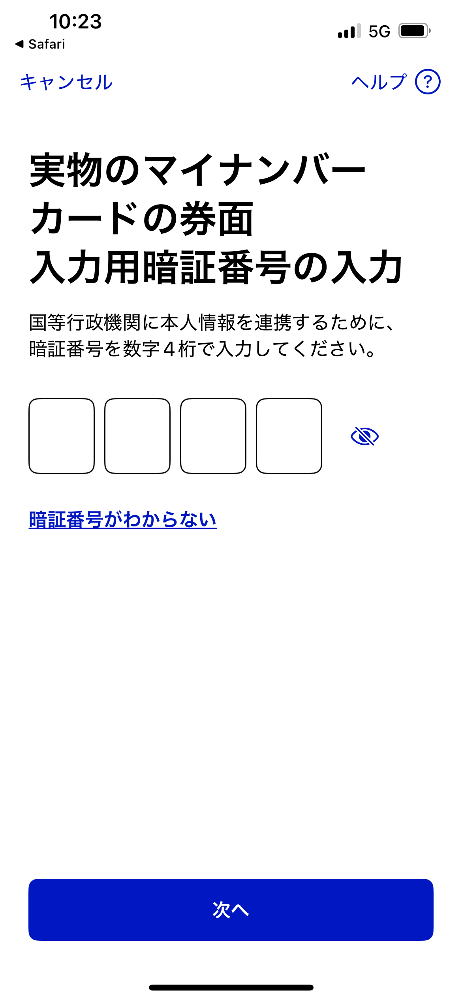 10:23
5G
Safari
キャンセル
ヘルプ ?
実物のマイナンバー
カードの券面
入力用暗証番号の入力
国等行政機関に本人情報を連携するために、
暗証番号を数字4桁で入力してください。
暗証番号がわからない
次へ